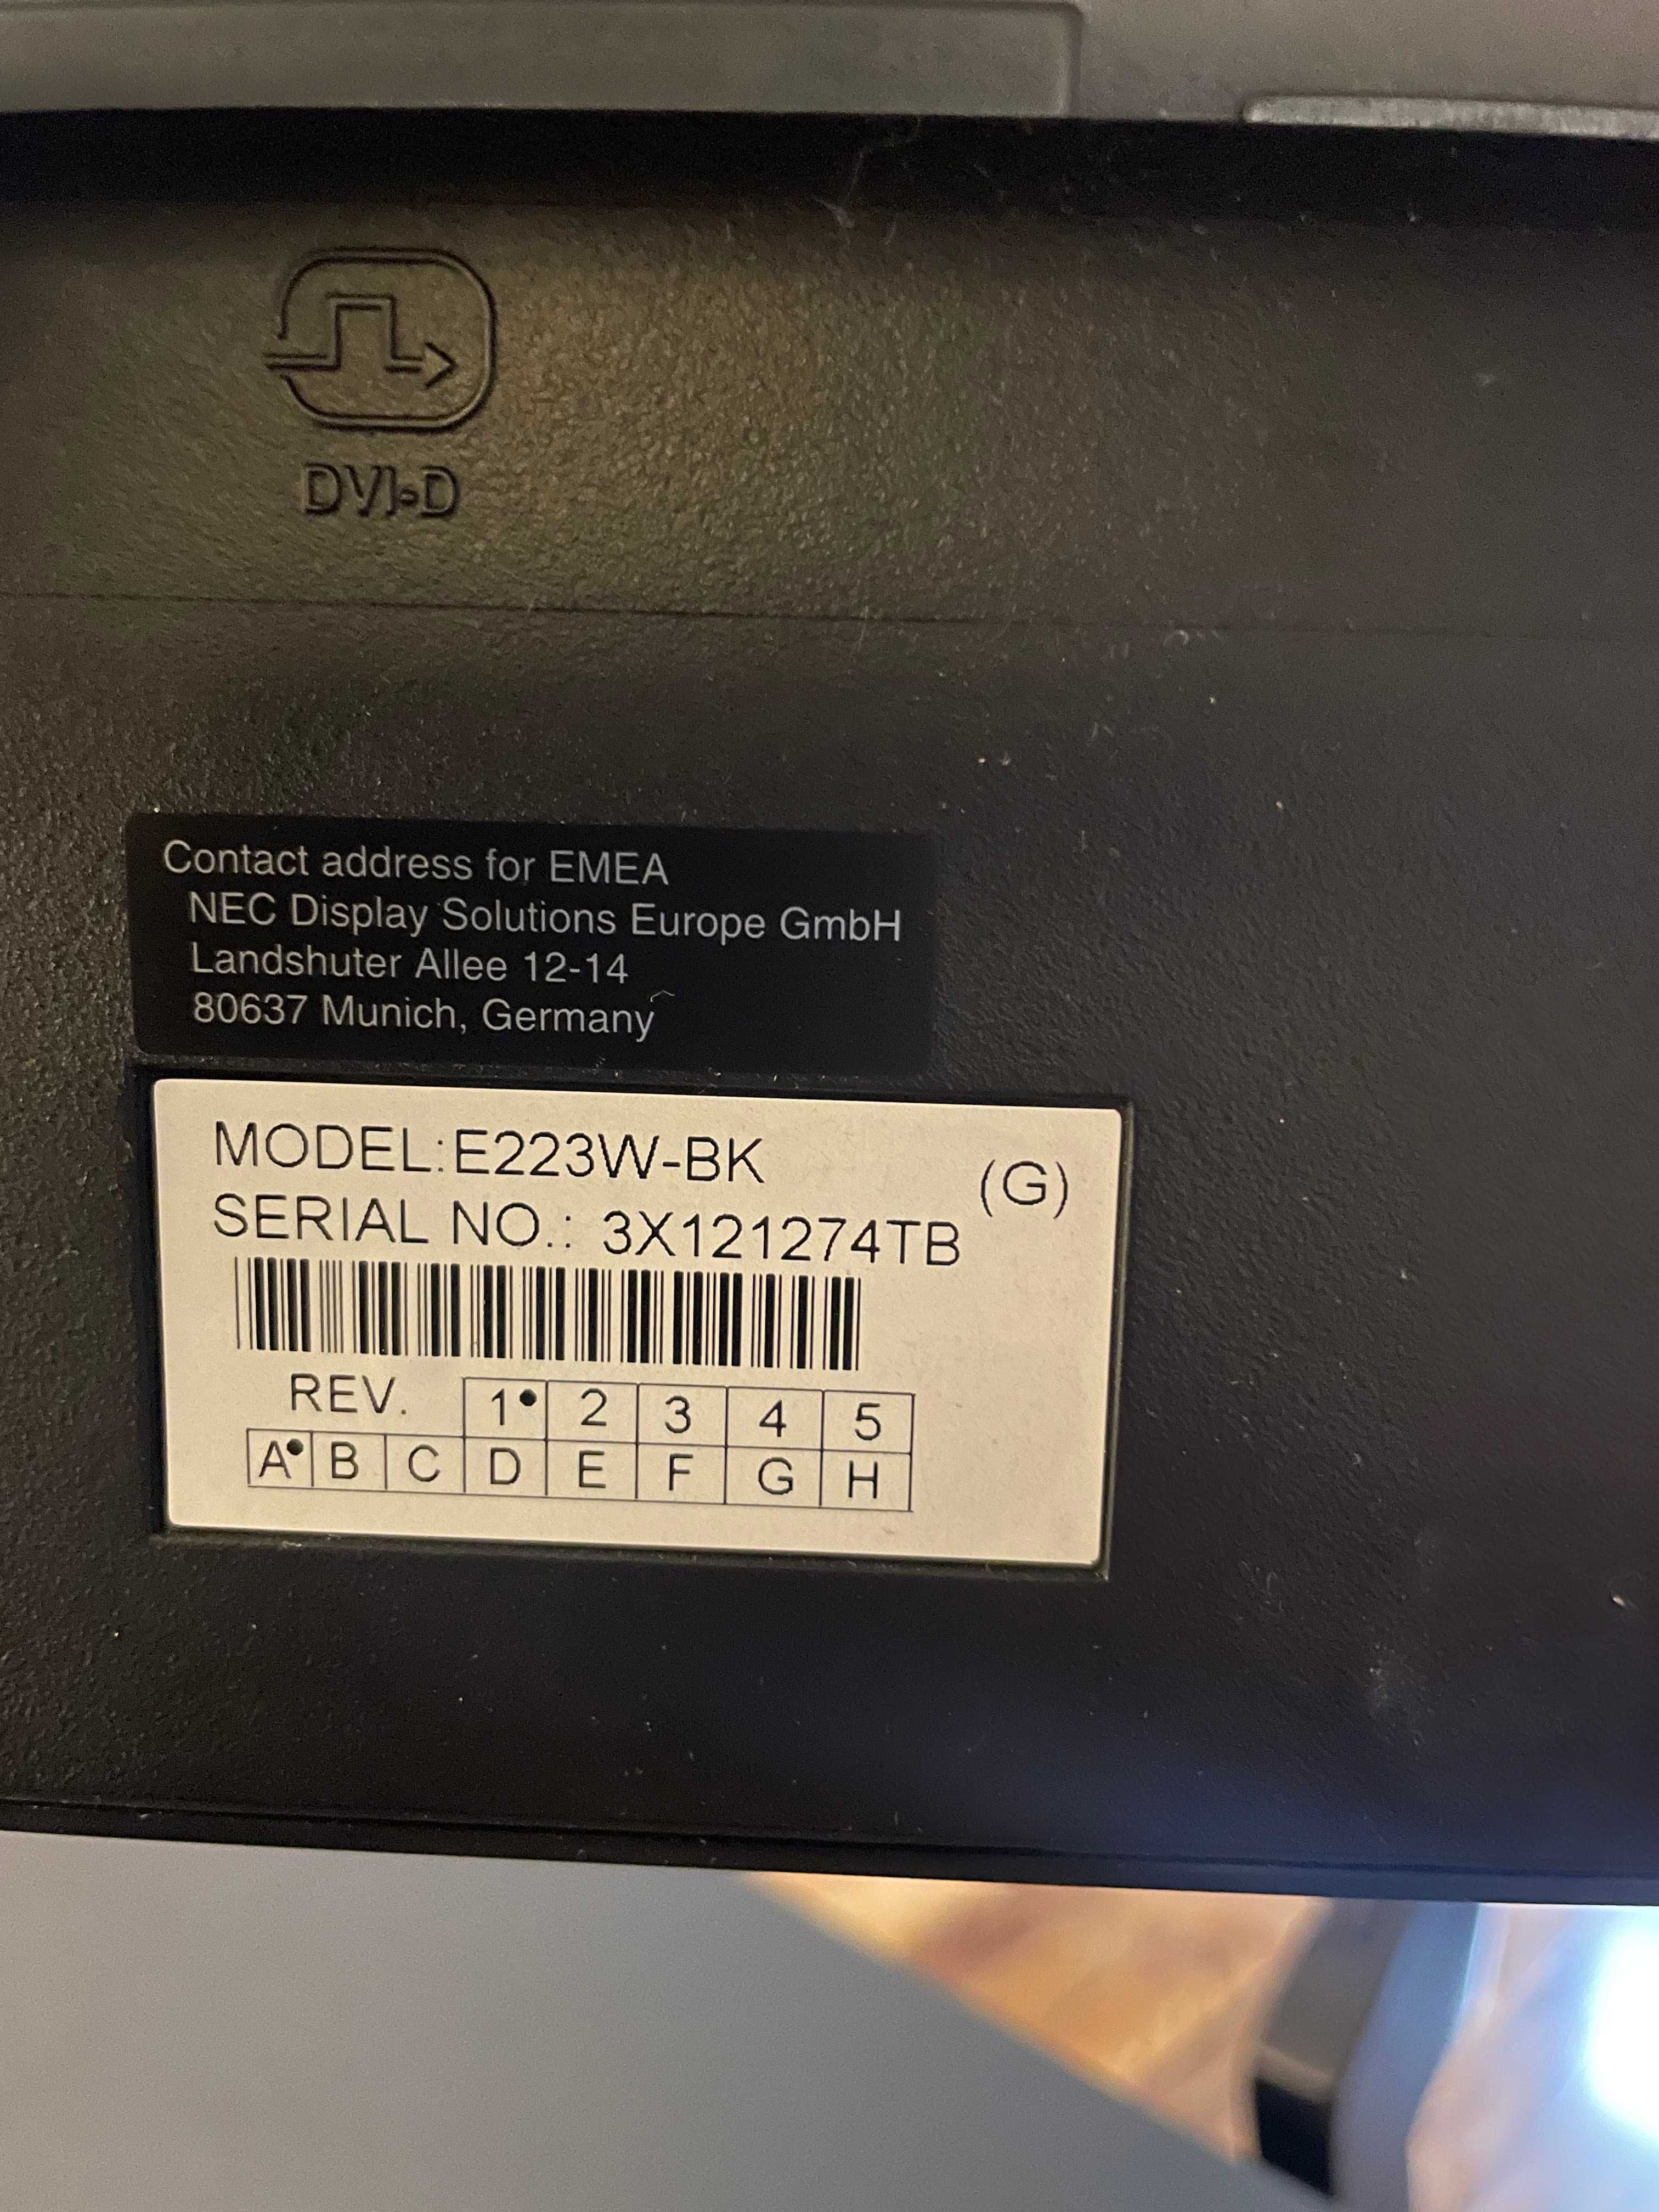 DVI-D
Contact address for EMEA
NEC Display Solutions Europe GmbH
Landshuter Allee 12-14
80637 Munich, Germany
MODEL:E223W-BK
(G)
SERIAL NO.: 3X121274TB
REV. 1• 2 3 4 5
A• B C D E F G H